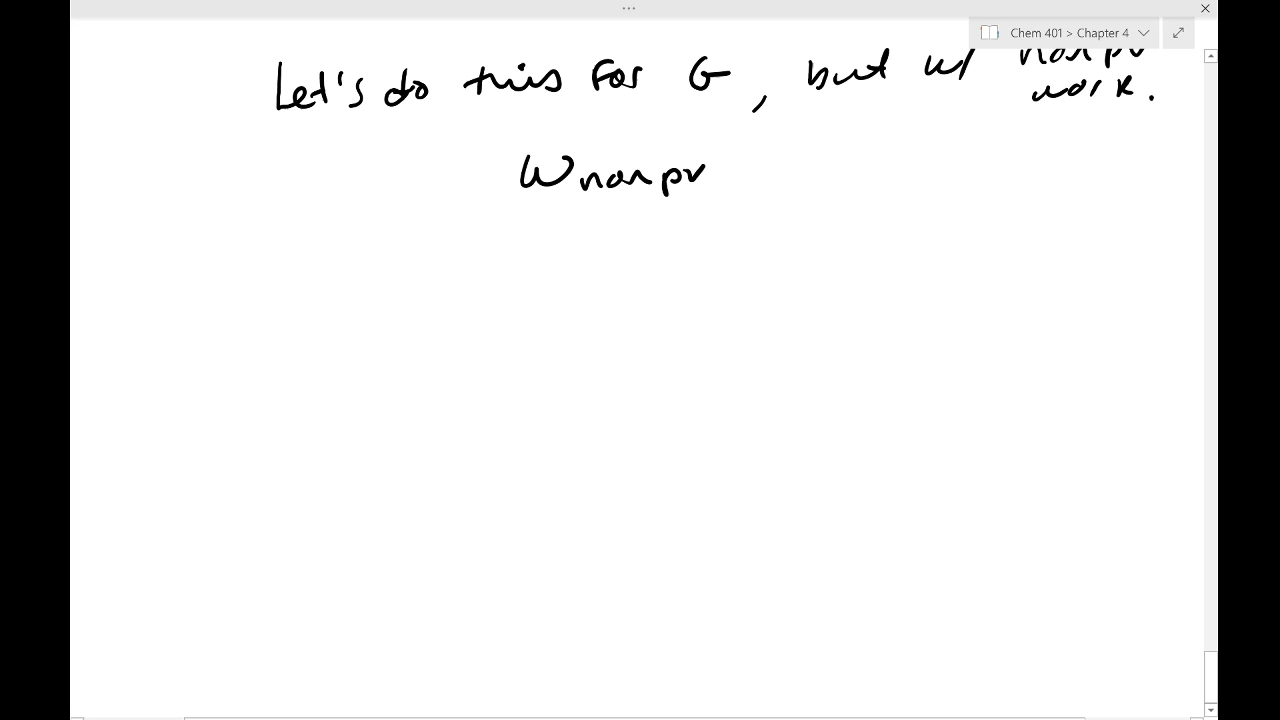 Chem 401 > Chapter 4
Let's do this for G, but w/ nonpv
work.
Wnonpv